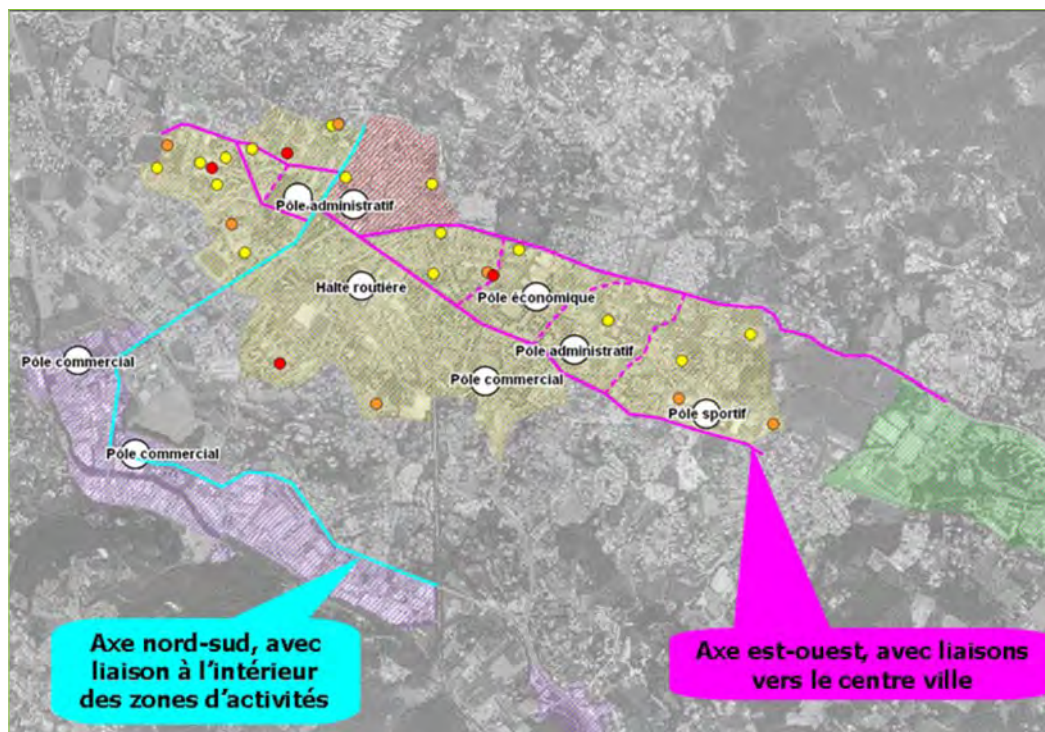 Pôle administratif
Halte routière
Pôle économique
Pôle commercial
Pôle administratif
Pôle commercial
Pôle sportif
Pôle commercial
Axe nord-sud, avec
liaison à l'intérieur
des zones d'activités
Axe est-ouest, avec liaisons
vers le centre ville